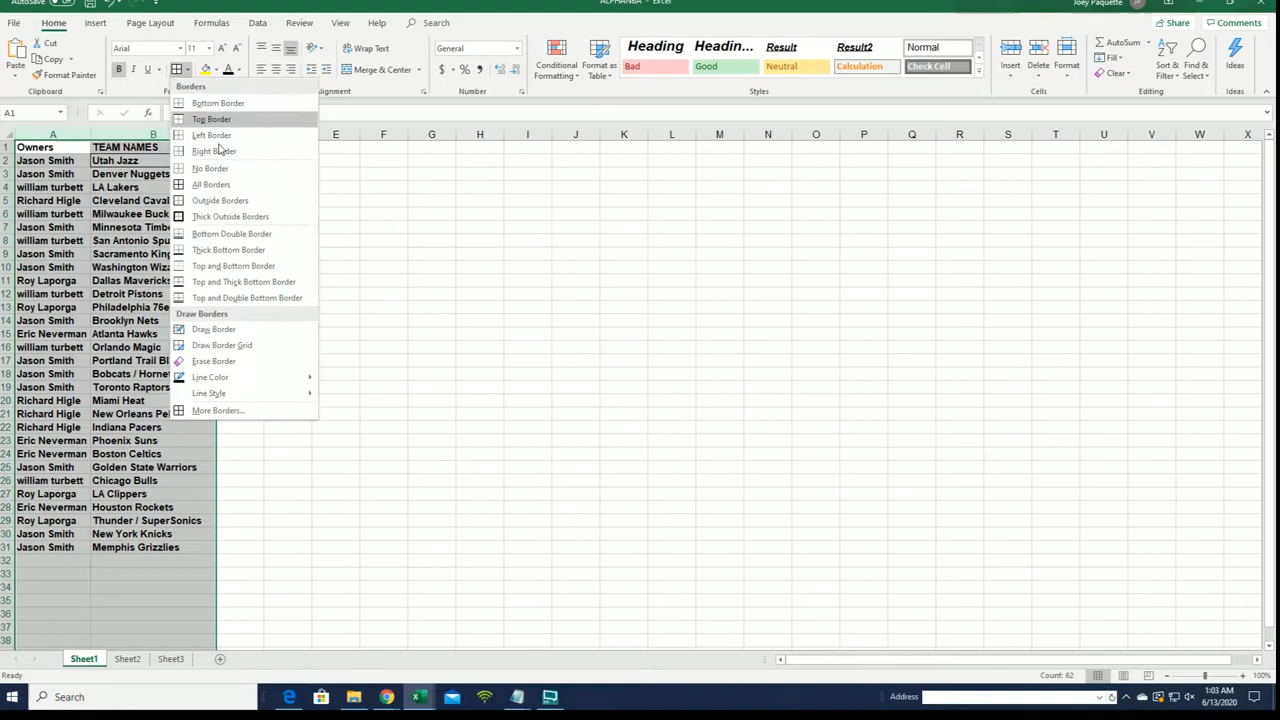 AutoSave Off ALPHANBA - Excel Joey Paquette JP
File Home Insert Page Layout Formulas Data Review View Help Search Share Comments
Paste Cut Copy Format Painter Clipboard
Arial 11 B I U
Wrap Text Merge & Center
General $ % Number
Conditional Formatting Format as Table
Heading Headin... Result Result2 Normal
Bad Good Neutral Calculation Check Cell
Styles
Insert Delete Format Cells
AutoSum Fill Clear Sort & Filter Find & Select Editing
Ideas Ideas
A1 fx
A B E F G H I J K L M N O P Q R S T U V W X
1 Owners TEAM NAMES
2 Jason Smith Utah Jazz
3 Jason Smith Denver Nuggets
4 william turbett LA Lakers
5 Richard Higle Cleveland Caval
6 william turbett Milwaukee Buck
7 Jason Smith Minnesota Timbe
8 william turbett San Antonio Spu
9 Jason Smith Sacramento King
10 Jason Smith Washington Wiza
11 Roy Laporga Dallas Mavericks
12 william turbett Detroit Pistons
13 Roy Laporga Philadelphia 76e
14 Jason Smith Brooklyn Nets
15 Eric Neverman Atlanta Hawks
16 william turbett Orlando Magic
17 Jason Smith Portland Trail Bl
18 Jason Smith Bobcats / Hornet
19 Jason Smith Toronto Raptors
20 Richard Higle Miami Heat
21 Richard Higle New Orleans Pel
22 Richard Higle Indiana Pacers
23 Eric Neverman Phoenix Suns
24 Eric Neverman Boston Celtics
25 Jason Smith Golden State Warriors
26 william turbett Chicago Bulls
27 Roy Laporga LA Clippers
28 Eric Neverman Houston Rockets
29 Roy Laporga Thunder / SuperSonics
30 Jason Smith New York Knicks
31 Jason Smith Memphis Grizzlies
32
33
34
35
36
37
38
Borders
Bottom Border
Top Border
Left Border
Right Border
No Border
All Borders
Outside Borders
Thick Outside Borders
Bottom Double Border
Thick Bottom Border
Top and Bottom Border
Top and Thick Bottom Border
Top and Double Bottom Border
Draw Borders
Draw Border
Draw Border Grid
Erase Border
Line Color
Line Style
More Borders...
Sheet1 Sheet2 Sheet3
Ready Count: 62 100%
Search Address 1:03 AM
6/13/2020